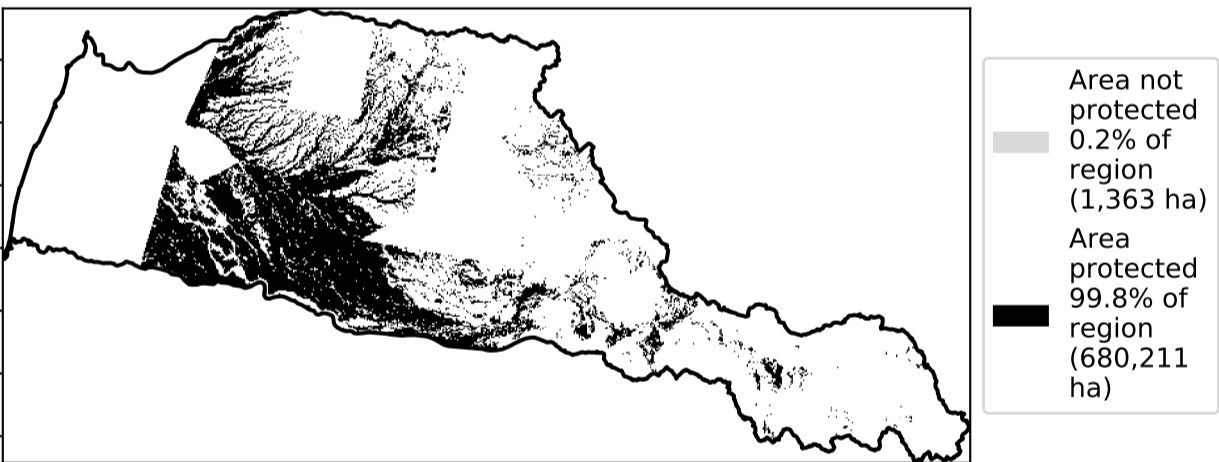 Area not
protected
0.2% of
region
(1,363 ha)
Area
protected
99.8% of
region
(680,211
ha)